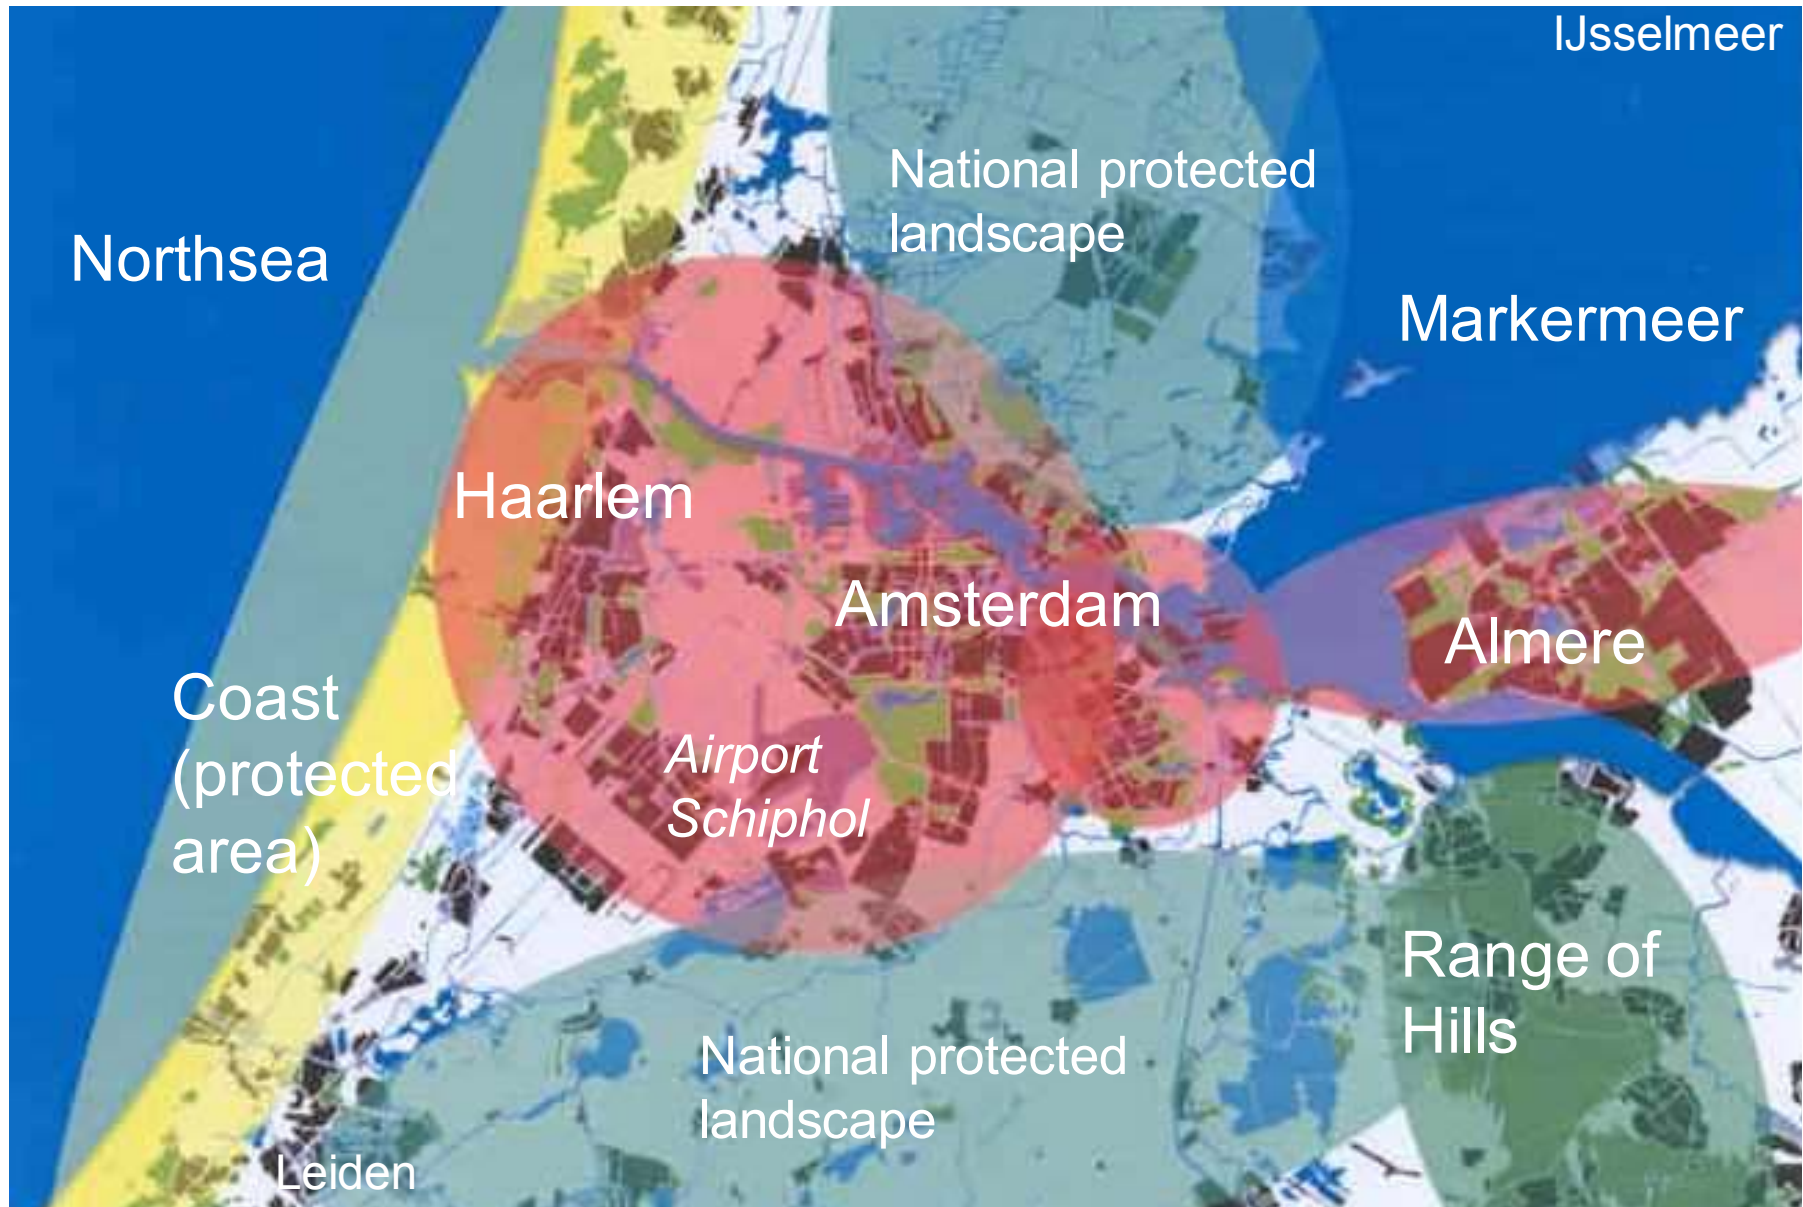 IJsselmeer
National protected
landscape
Northsea
Markermeer
Haarlem
Amsterdam
Almere
Coast
(protected
area)
Airport
Schiphol
Range of
Hills
National protected
landscape
Leiden